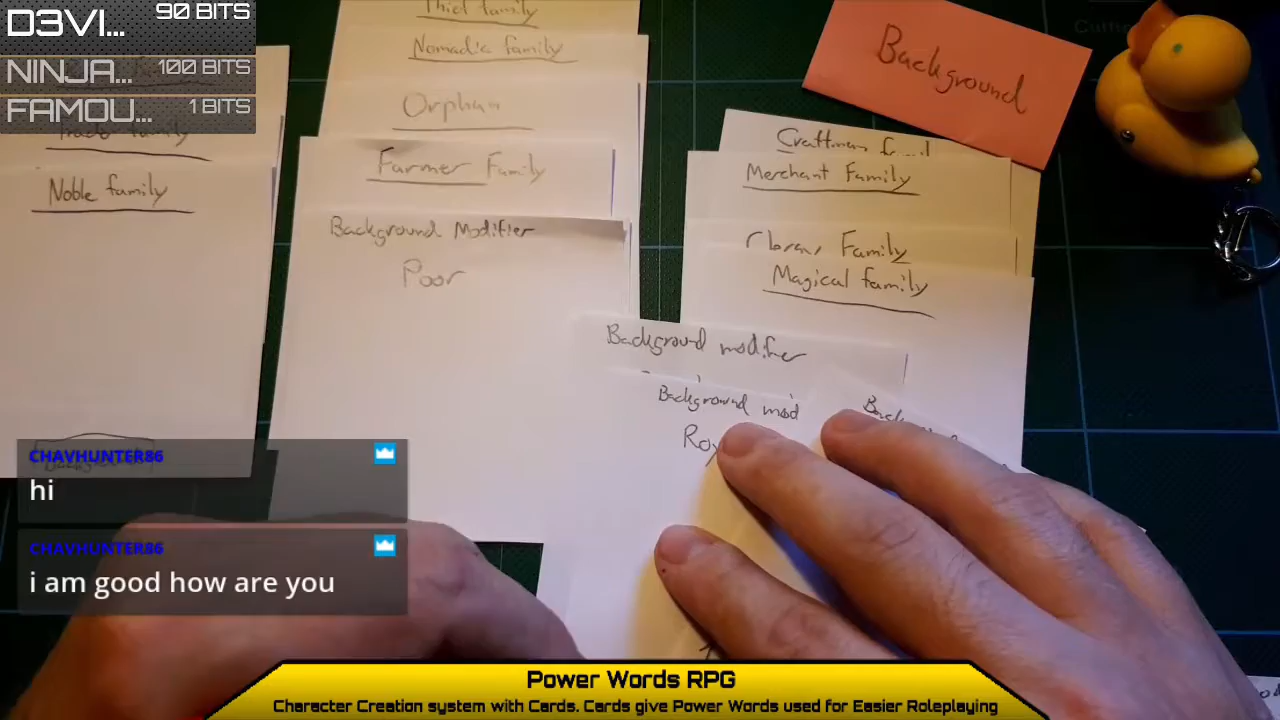 D3VI... 90 BITS
NINJA... 100 BITS
FAMOU... 1 BITS
Thief family
Nomadic family
Orphan
Farmer Family
Background Modifier
Poor
Trade family
Noble family
Background
Merchant Family
Family
Magical family
Background modifier
Background mod
CHAVHUNTER86
hi
CHAVHUNTER86
i am good how are you
Power Words RPG
Character Creation system with Cards. Cards give Power Words used for Easier Roleplaying